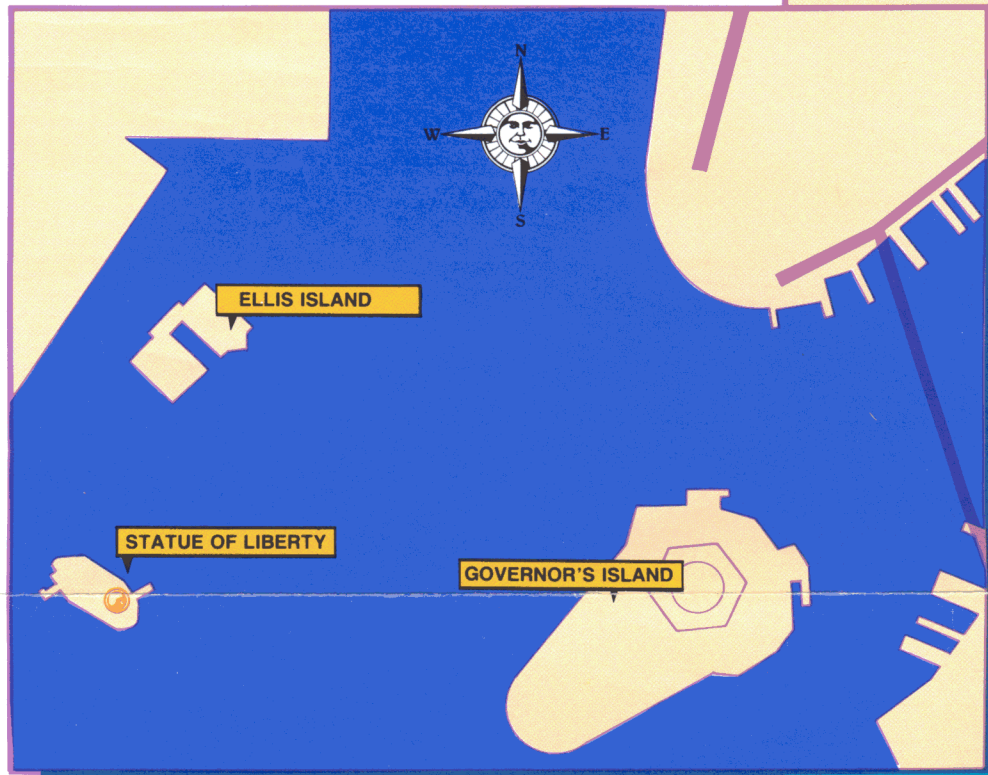 N
W E
S
ELLIS ISLAND
STATUE OF LIBERTY
GOVERNOR'S ISLAND